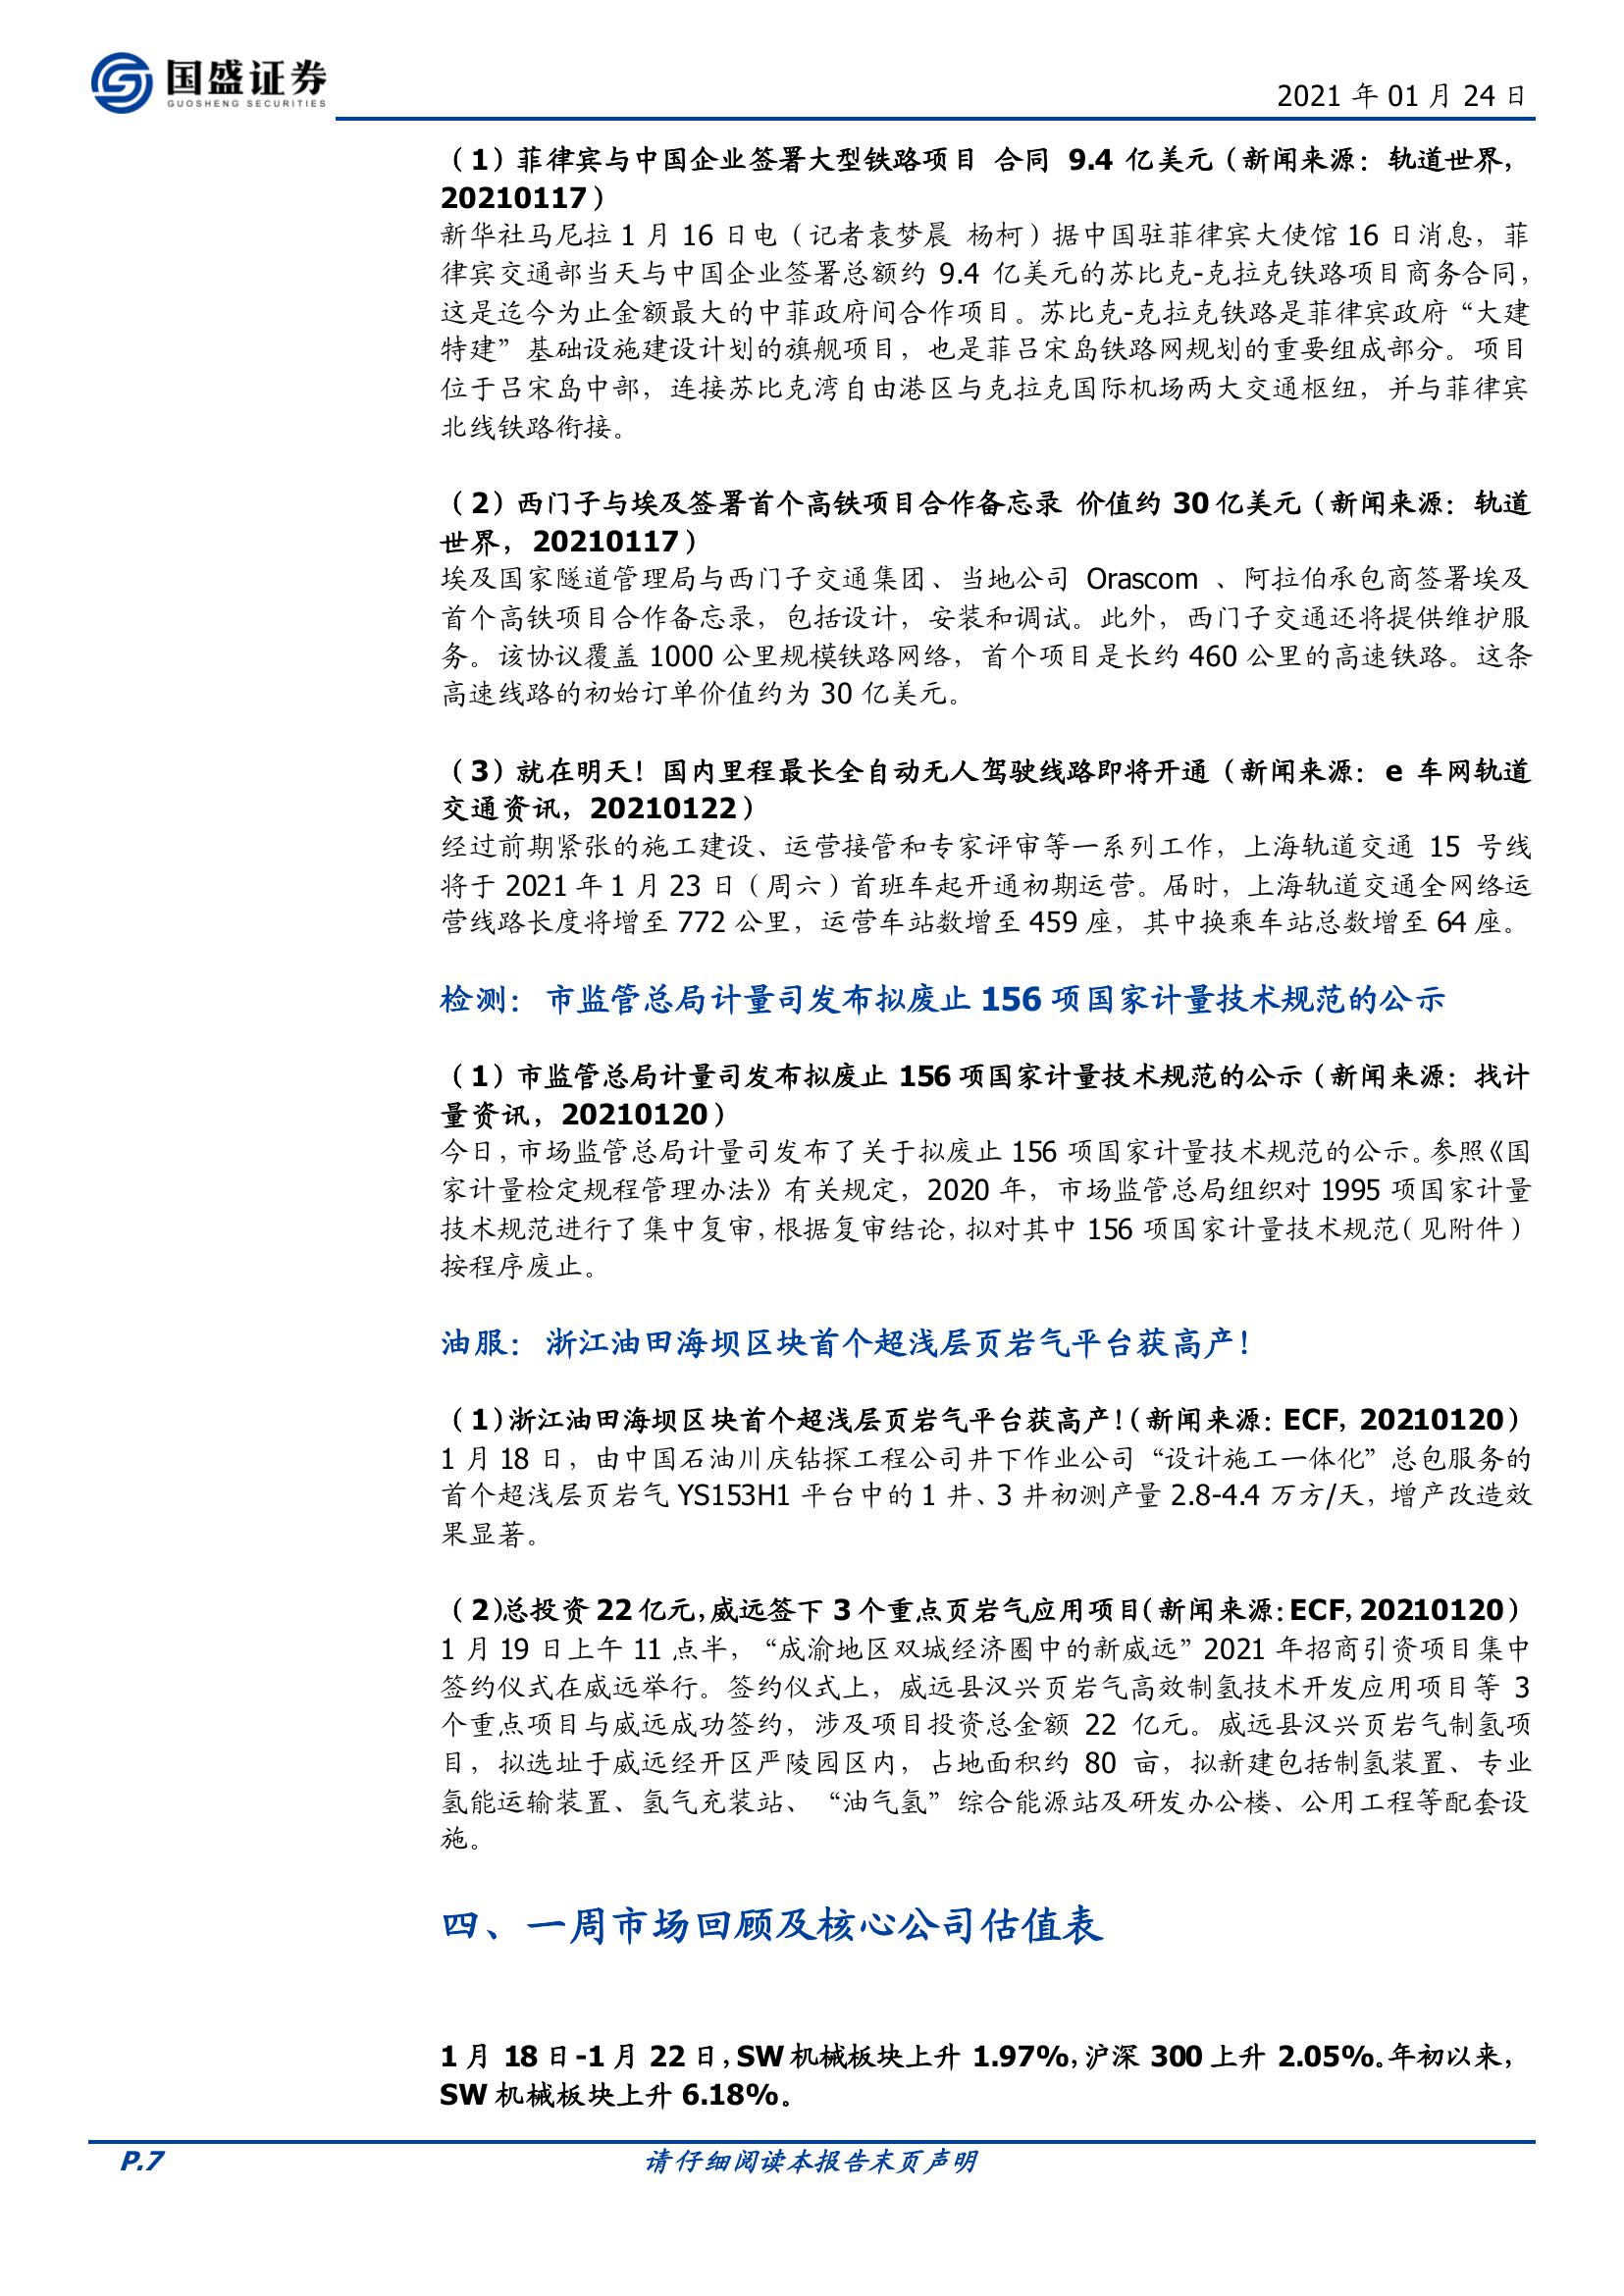 国盛证券
GUOSHENG SECURITIES
2021 年 01 月 24 日
（1）菲律宾与中国企业签署大型铁路项目 合同 9.4 亿美元（新闻来源：轨道世界，
20210117）
新华社马尼拉 1 月 16 日电（记者袁梦晨 杨柯）据中国驻菲律宾大使馆 16 日消息，菲
律宾交通部当天与中国企业签署总额约 9.4 亿美元的苏比克-克拉克铁路项目商务合同，
这是迄今为止金额最大的中菲政府间合作项目。苏比克-克拉克铁路是菲律宾政府“大建
特建”基础设施建设计划的旗舰项目，也是菲吕宋岛铁路网规划的重要组成部分。项目
位于吕宋岛中部，连接苏比克湾自由港区与克拉克国际机场两大交通枢纽，并与菲律宾
北线铁路衔接。
（2）西门子与埃及签署首个高铁项目合作备忘录 价值约 30 亿美元（新闻来源：轨道
世界，20210117）
埃及国家隧道管理局与西门子交通集团、当地公司 Orascom 、阿拉伯承包商签署埃及
首个高铁项目合作备忘录，包括设计，安装和调试。此外，西门子交通还将提供维护服
务。该协议覆盖 1000 公里规模铁路网络，首个项目是长约 460 公里的高速铁路。这条
高速线路的初始订单价值约为 30 亿美元。
（3）就在明天！国内里程最长全自动无人驾驶线路即将开通（新闻来源：e 车网轨道
交通资讯，20210122）
经过前期紧张的施工建设、运营接管和专家评审等一系列工作，上海轨道交通 15 号线
将于 2021 年 1 月 23 日（周六）首班车起开通初期运营。届时，上海轨道交通全网络运
营线路长度将增至 772 公里，运营车站数增至 459 座，其中换乘车站总数增至 64 座。
检测：市监管总局计量司发布拟废止 156 项国家计量技术规范的公示
（1）市监管总局计量司发布拟废止 156 项国家计量技术规范的公示（新闻来源：找计
量资讯，20210120）
今日，市场监管总局计量司发布了关于拟废止 156 项国家计量技术规范的公示。参照《国
家计量检定规程管理办法》有关规定，2020 年，市场监管总局组织对 1995 项国家计量
技术规范进行了集中复审，根据复审结论，拟对其中 156 项国家计量技术规范（见附件）
按程序废止。
油服：浙江油田海坝区块首个超浅层页岩气平台获高产！
（1）浙江油田海坝区块首个超浅层页岩气平台获高产！（新闻来源：ECF，20210120）
1 月 18 日，由中国石油川庆钻探工程公司井下作业公司“设计施工一体化”总包服务的
首个超浅层页岩气 YS153H1 平台中的 1 井、3 井初测产量 2.8-4.4 万方/天，增产改造效
果显著。
（2）总投资 22 亿元，威远签下 3 个重点页岩气应用项目（新闻来源：ECF，20210120）
1 月 19 日上午 11 点半，“成渝地区双城经济圈中的新威远”2021 年招商引资项目集中
签约仪式在威远举行。签约仪式上，威远县汉兴页岩气高效制氢技术开发应用项目等 3
个重点项目与威远成功签约，涉及项目投资总金额 22 亿元。威远县汉兴页岩气制氢项
目，拟选址于威远经开区严陵园区内，占地面积约 80 亩，拟新建包括制氢装置、专业
氢能运输装置、氢气充装站、“油气氢”综合能源站及研发办公楼、公用工程等配套设
施。
四、一周市场回顾及核心公司估值表
1 月 18 日-1 月 22 日，SW 机械板块上升 1.97%，沪深 300 上升 2.05%。年初以来，
SW 机械板块上升 6.18%。
P.7
请仔细阅读本报告末页声明